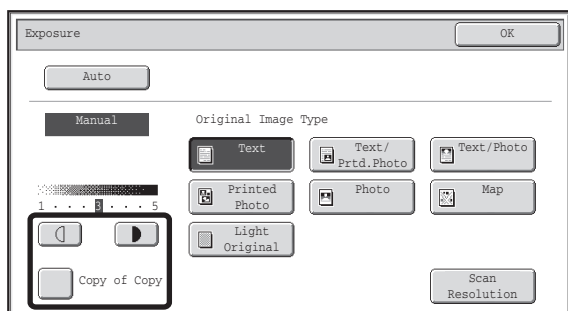 Exposure
OK
Auto
Manual
Original Image Type
Text
Text/
Prtd.Photo
Text/Photo
Printed
Photo
Photo
Map
1 · · · 3 · · · 5
Light
Original
Copy of Copy
Scan
Resolution